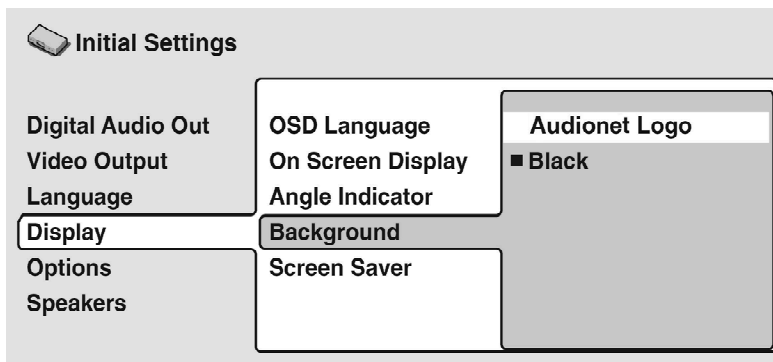 Initial Settings
Digital Audio Out
Video Output
Language
Display
Options
Speakers
OSD Language
On Screen Display
Angle Indicator
Background
Screen Saver
Audionet Logo
■ Black